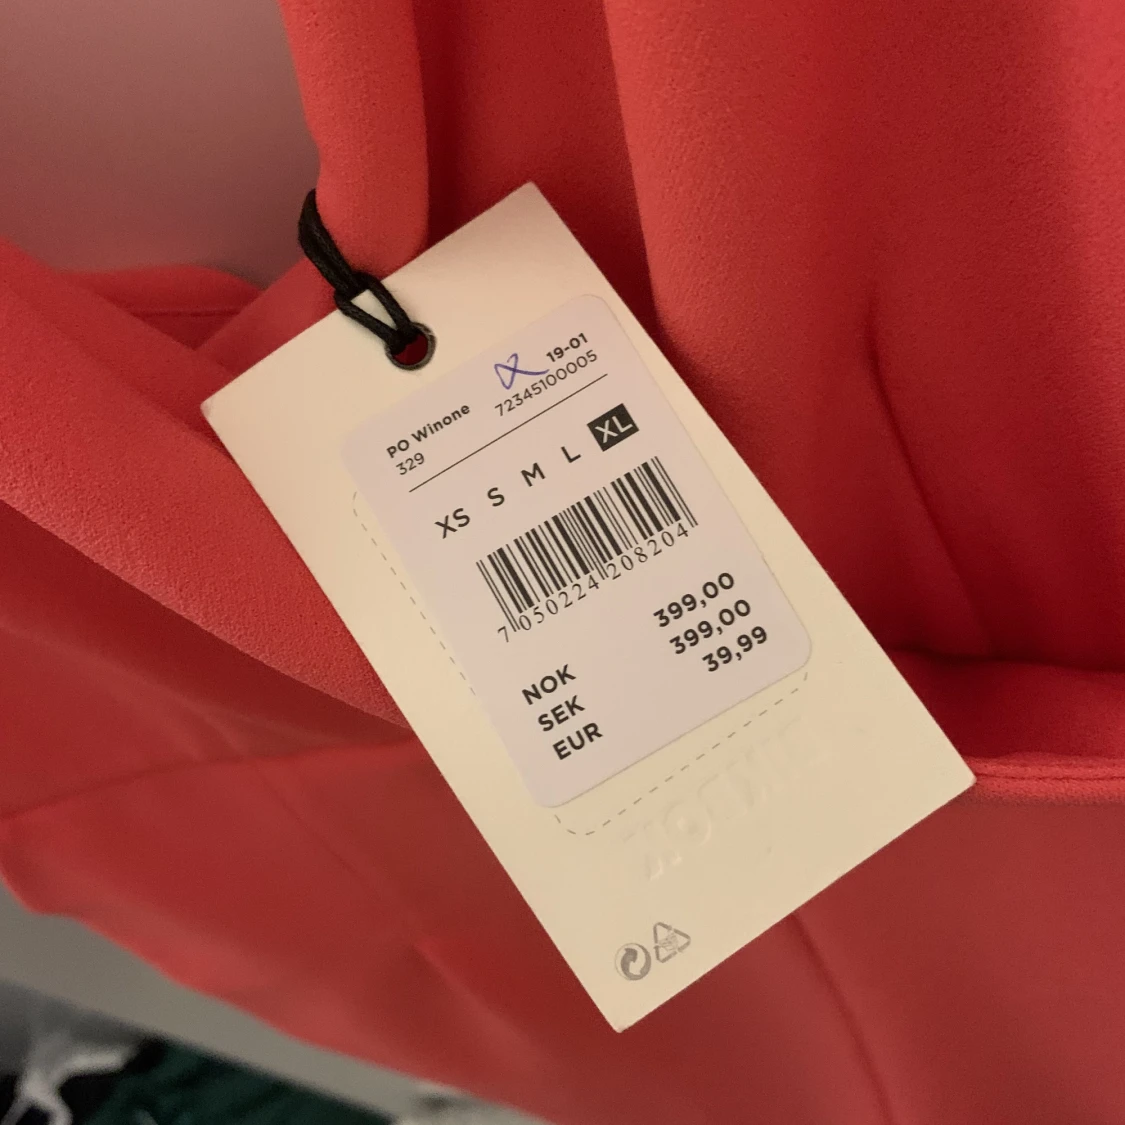 PO Winone 19-01
329 72345100005
XS S M L XL
7 050224 208204
NOK 399,00
SEK 399,00
EUR 39,99